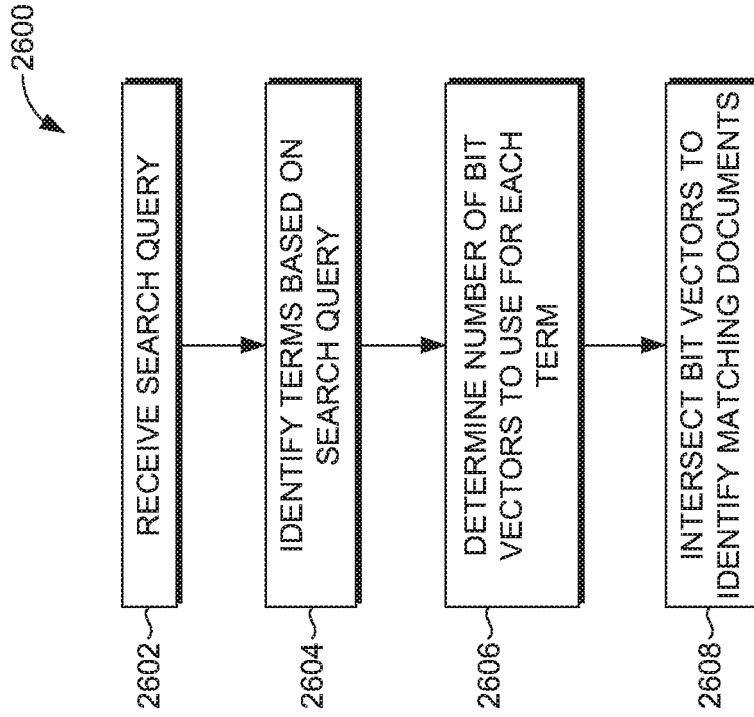 2600
2602
RECEIVE SEARCH QUERY
2604
IDENTIFY TERMS BASED ON
SEARCH QUERY
2606
DETERMINE NUMBER OF BIT
VECTORS TO USE FOR EACH
TERM
2608
INTERSECT BIT VECTORS TO
IDENTIFY MATCHING DOCUMENTS